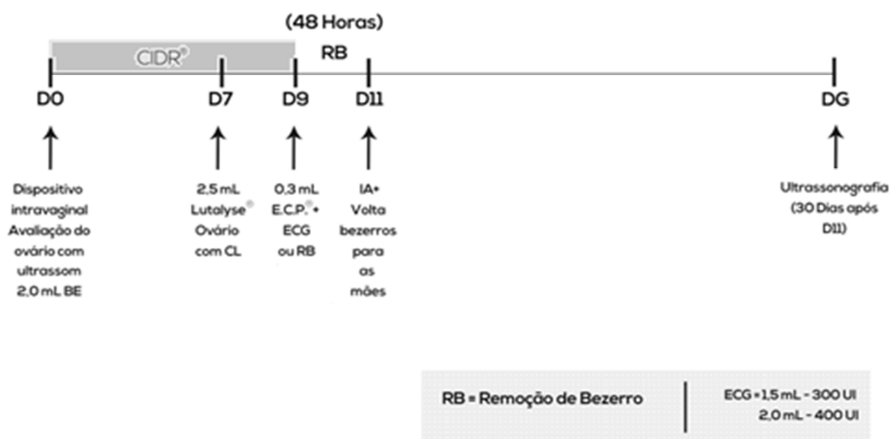 (48 Horas)
CIDR®
RB
D0
D7
D9
D11
DG
Dispositivo
intravaginal
Avaliação do
ovário com
ultrassom
2,0 mL BE
2,5 mL
Lutalyse®
Ovário
com CL
0,3 mL
E.C.P.®+
ECG
ou RB
IA+
Volta
bezerros
para
as
mães
Ultrassonografia
(30 Dias após
D11)
RB = Remoção de Bezerro
ECG = 1,5 mL - 300 UI
2,0 mL - 400 UI